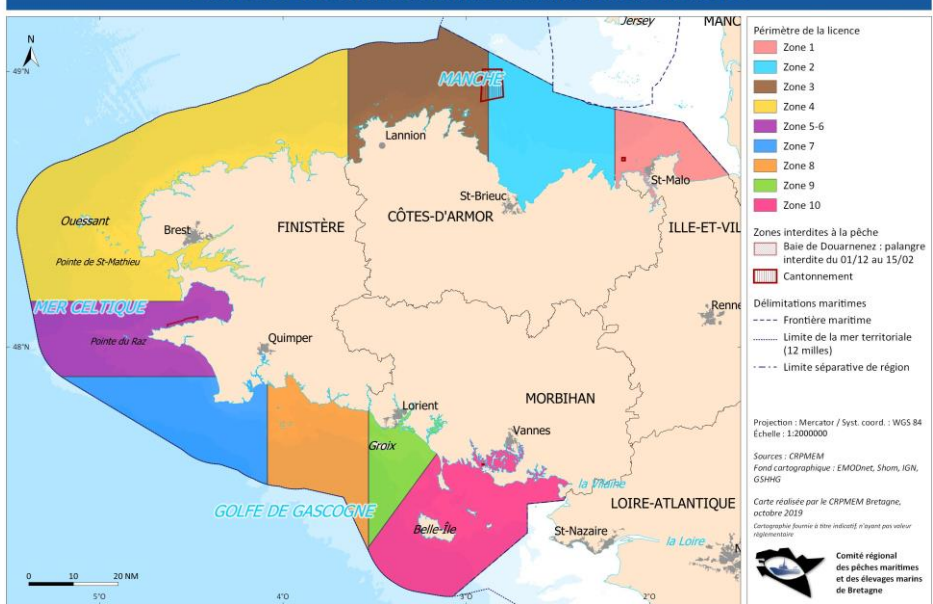 Jersey
MANC
N
49°N
MANCHE
Lannion
St-Malo
St-Brieuc
CÔTES-D'ARMOR
FINISTÈRE
ILLE-ET-VIL
Ouessant
Brest
Pointe de St-Mathieu
MER CELTIQUE
Renne
48°N
Pointe du Raz
Quimper
MORBIHAN
Lorient
Vannes
Groix
la Vilaine
LOIRE-ATLANTIQUE
GOLFE DE GASCOGNE
Belle-Île
St-Nazaire
la Loire
N
0 10 20 NM
5°O
4°O
3°O
2°O
Périmètre de la licence
Zone 1
Zone 2
Zone 3
Zone 4
Zone 5-6
Zone 7
Zone 8
Zone 9
Zone 10
Zones interdites à la pêche
Baie de Douarnenez : palangre
interdite du 01/12 au 15/02
Cantonnement
Délimitations maritimes
Frontière maritime
Limite de la mer territoriale
(12 milles)
Limite séparative de région
Projection : Mercator / Syst. coord. : WGS 84
Échelle : 1:2000000
Sources : CRPMEM
Fond cartographique : EMODnet, Shom, IGN,
GSHHG
Carte réalisée par le CRPMEM Bretagne,
octobre 2019
Cartographie fournie à titre indicatif, n'ayant pas valeur
réglementaire
Comité régional
des pêches maritimes
et des élevages marins
de Bretagne